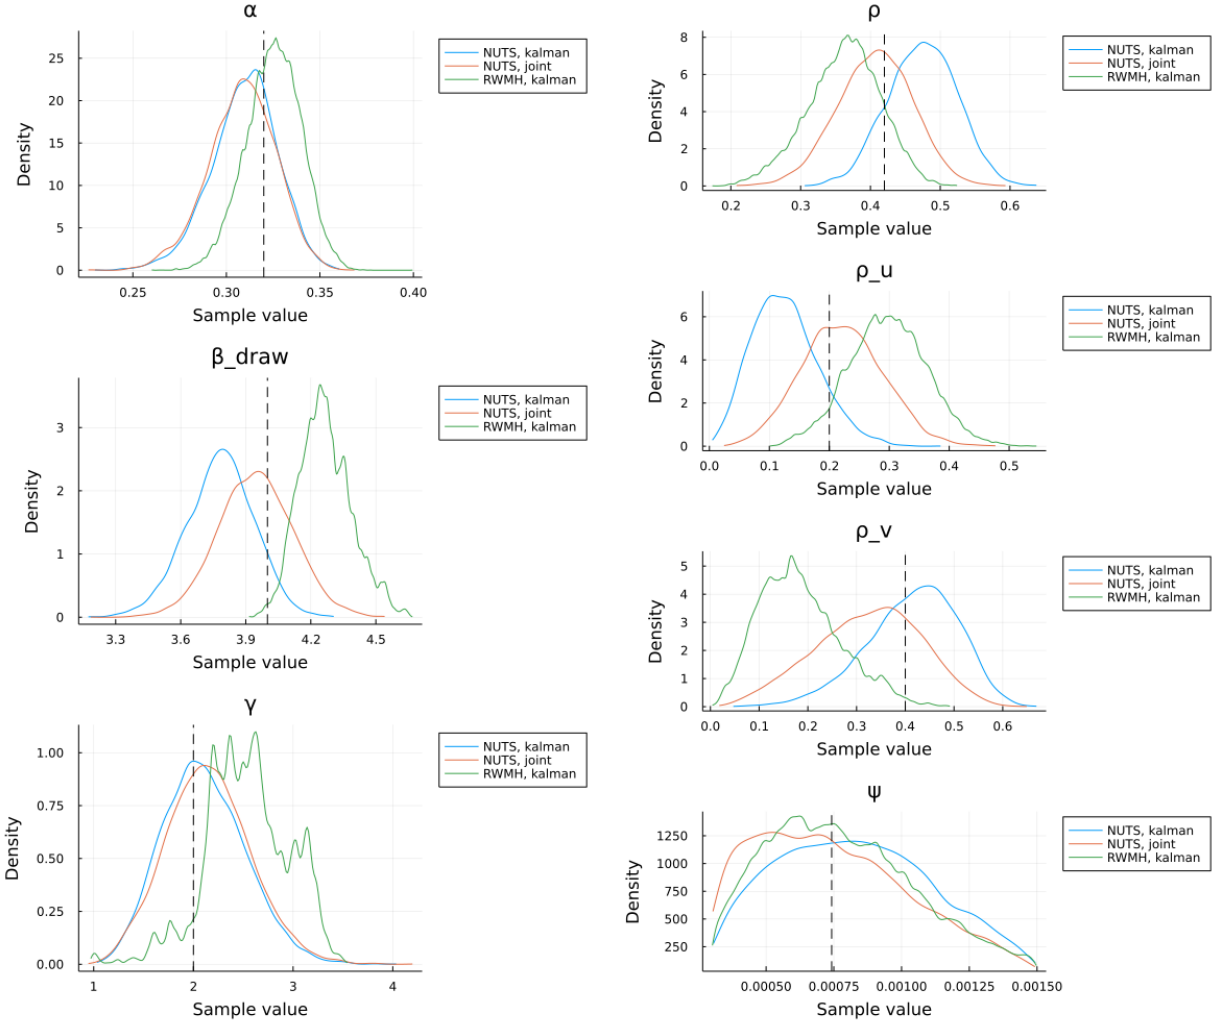 α
NUTS, kalman
NUTS, joint
RWMH, kalman
Density
25
20
15
10
5
0
0.25 0.30 0.35 0.40
Sample value
β_draw
NUTS, kalman
NUTS, joint
RWMH, kalman
Density
3
2
1
0
3.3 3.6 3.9 4.2 4.5
Sample value
γ
NUTS, kalman
NUTS, joint
RWMH, kalman
Density
1.00
0.75
0.50
0.25
0.00
1 2 3 4
Sample value
ρ
NUTS, kalman
NUTS, joint
RWMH, kalman
Density
8
6
4
2
0
0.2 0.3 0.4 0.5 0.6
Sample value
ρ_u
NUTS, kalman
NUTS, joint
RWMH, kalman
Density
6
4
2
0
0.0 0.1 0.2 0.3 0.4 0.5
Sample value
ρ_v
NUTS, kalman
NUTS, joint
RWMH, kalman
Density
5
4
3
2
1
0
0.0 0.1 0.2 0.3 0.4 0.5 0.6
Sample value
ψ
NUTS, kalman
NUTS, joint
RWMH, kalman
Density
1250
1000
750
500
250
0.00050 0.00075 0.00100 0.00125 0.00150
Sample value